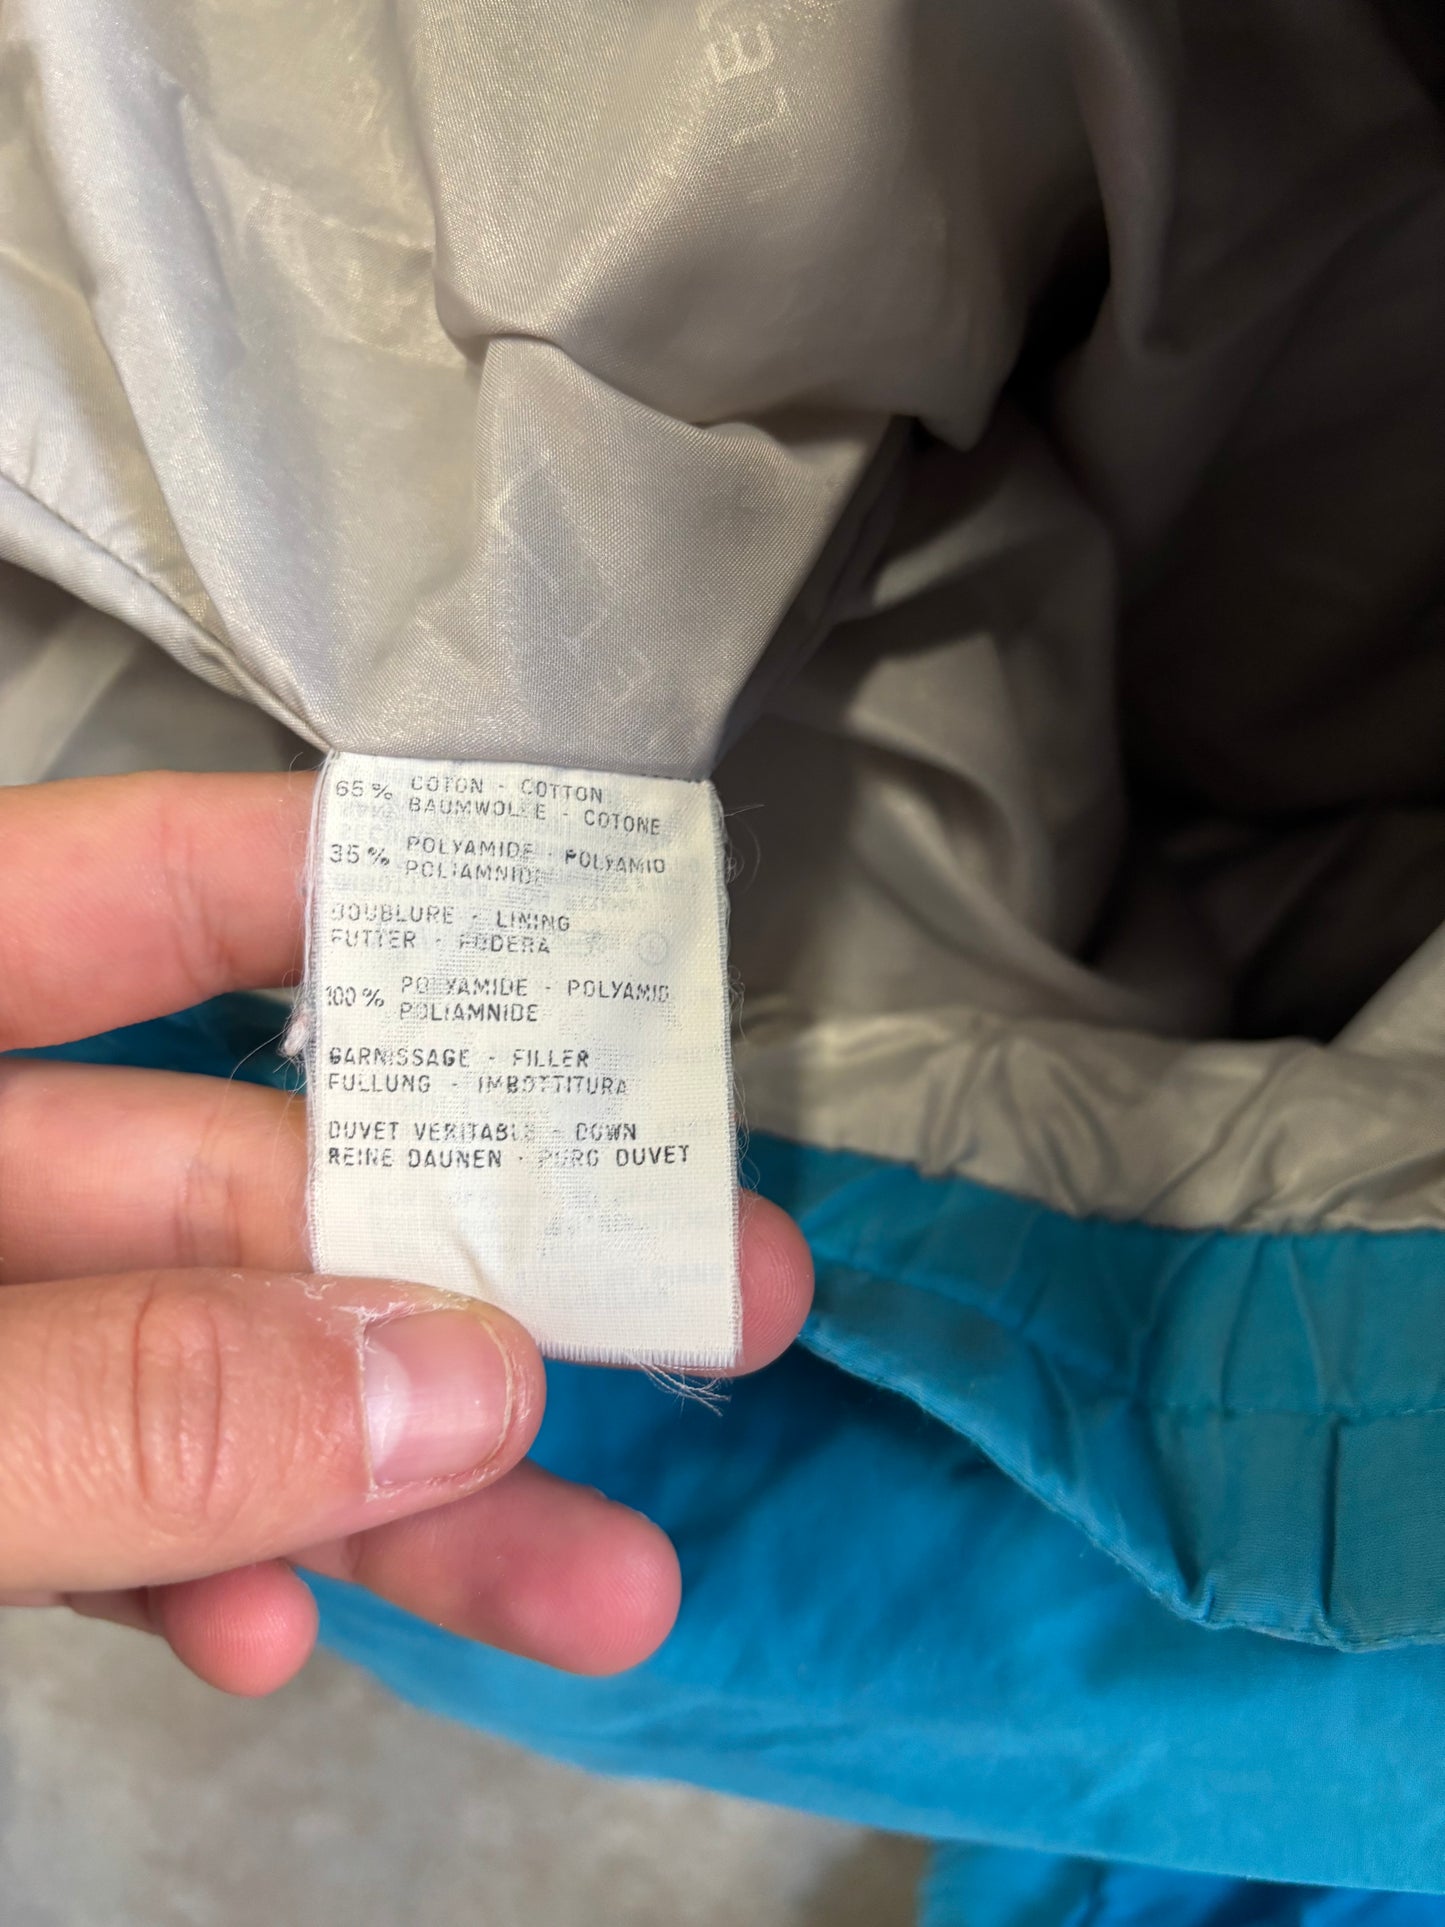 65% COTON - COTTON
BAUMWOLLE - COTONE
35% POLYAMIDE - POLYAMID
POLIAMNIDE
DOUBLURE - LINING
FUTTER - FODERA
100% POLYAMIDE - POLYAMID
POLIAMNIDE
GARNISSAGE - FILLER
FULLUNG - IMBOTTITURA
DUVET VERITABLE - DOWN
REINE DAUNEN - PURO DUVET